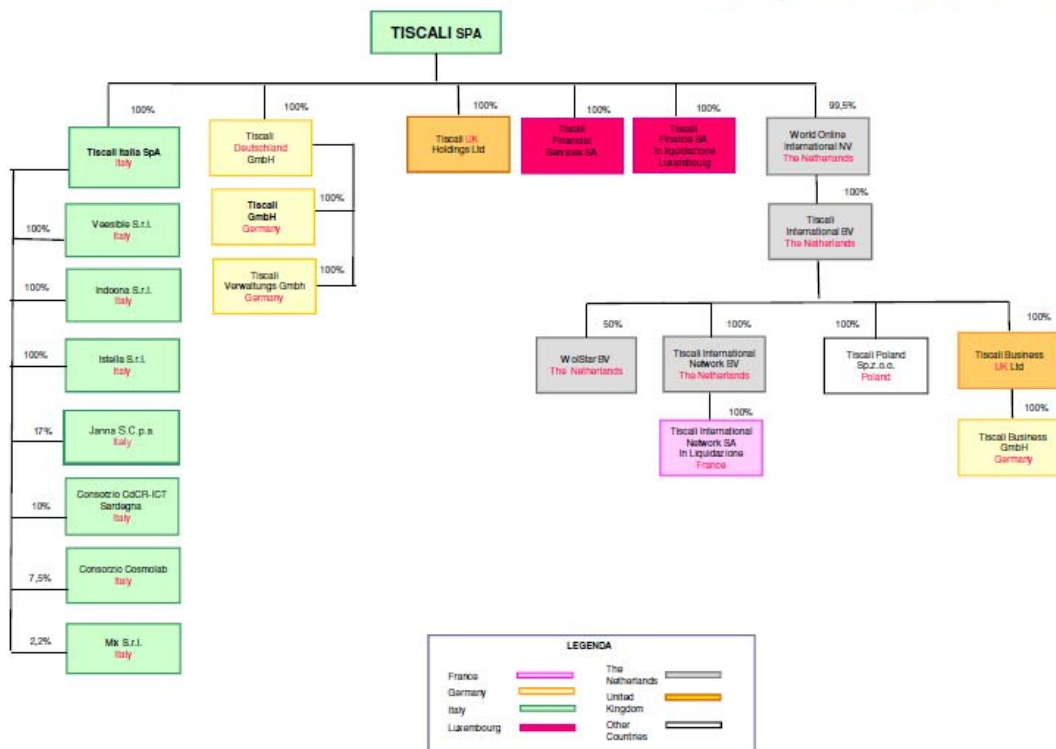 TISCALI SPA
100%
100%
100%
100%
100%
99,5%
Tiscali Italia SpA
Italy
Tiscali
Deutschland
GmbH
Tiscali UK
Holdings Ltd
Tiscali
Financial
Services SA
Tiscali
Finance SA
In liquidazione
Luxembourg
World Online
International NV
The Netherlands
100%
Veesible S.r.l.
Italy
100%
Tiscali
GmbH
Germany
100%
Tiscali
International BV
The Netherlands
100%
Indoona S.r.l.
Italy
100%
Tiscali
Verwaltungs Gmbh
Germany
50%
100%
100%
100%
100%
Istella S.r.l.
Italy
WolStar BV
The Netherlands
Tiscali International
Network BV
The Netherlands
Tiscali Poland
Sp.z.o.o.
Poland
Tiscali Business
UK Ltd
17%
Janna S.C.p.a
Italy
100%
Tiscali International
Network SA
In Liquidazione
France
100%
Tiscali Business
GmbH
Germany
10%
Consorzio CdCR-ICT
Sardegna
Italy
7,5%
Consorzio Cosmolab
Italy
2,2%
Mix S.r.l.
Italy
LEGENDA
France
Germany
Italy
Luxembourg
The
Netherlands
United
Kingdom
Other
Countries